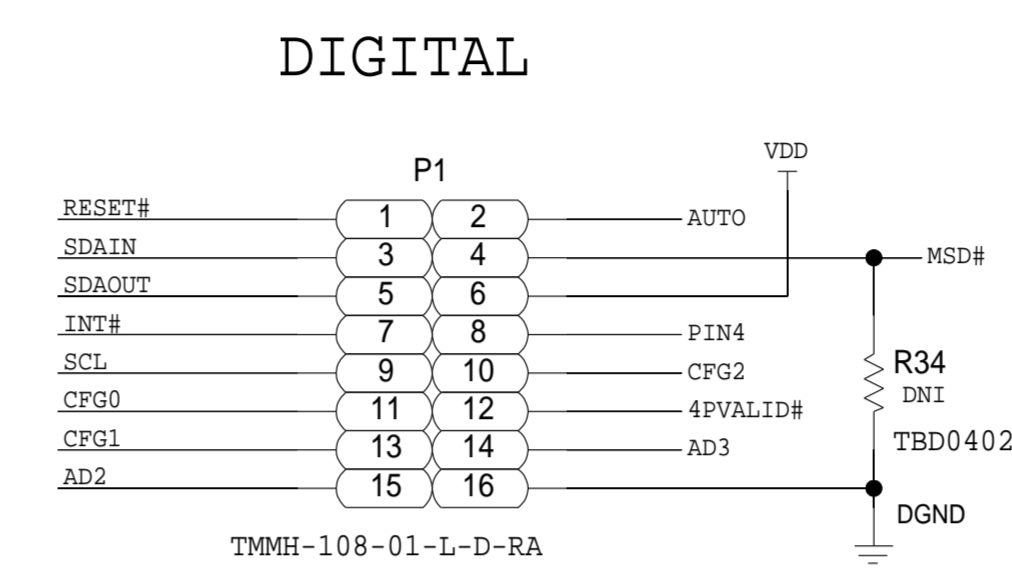 DIGITAL
VDD
P1
RESET# 1 2 AUTO
SDAIN 3 4 MSD#
SDAOUT 5 6
INT# 7 8 PIN4
SCL 9 10 CFG2
R34
DNI
CFG0 11 12 4PVALID#
CFG1 13 14 AD3
TBD0402
AD2 15 16
DGND
TMMH-108-01-L-D-RA